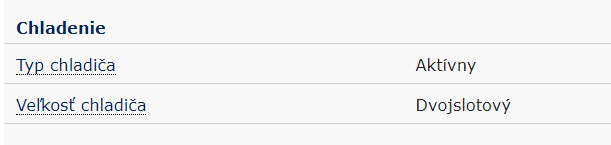 Chladenie
Typ chladiča Aktívny
Veľkosť chladiča Dvojslotový